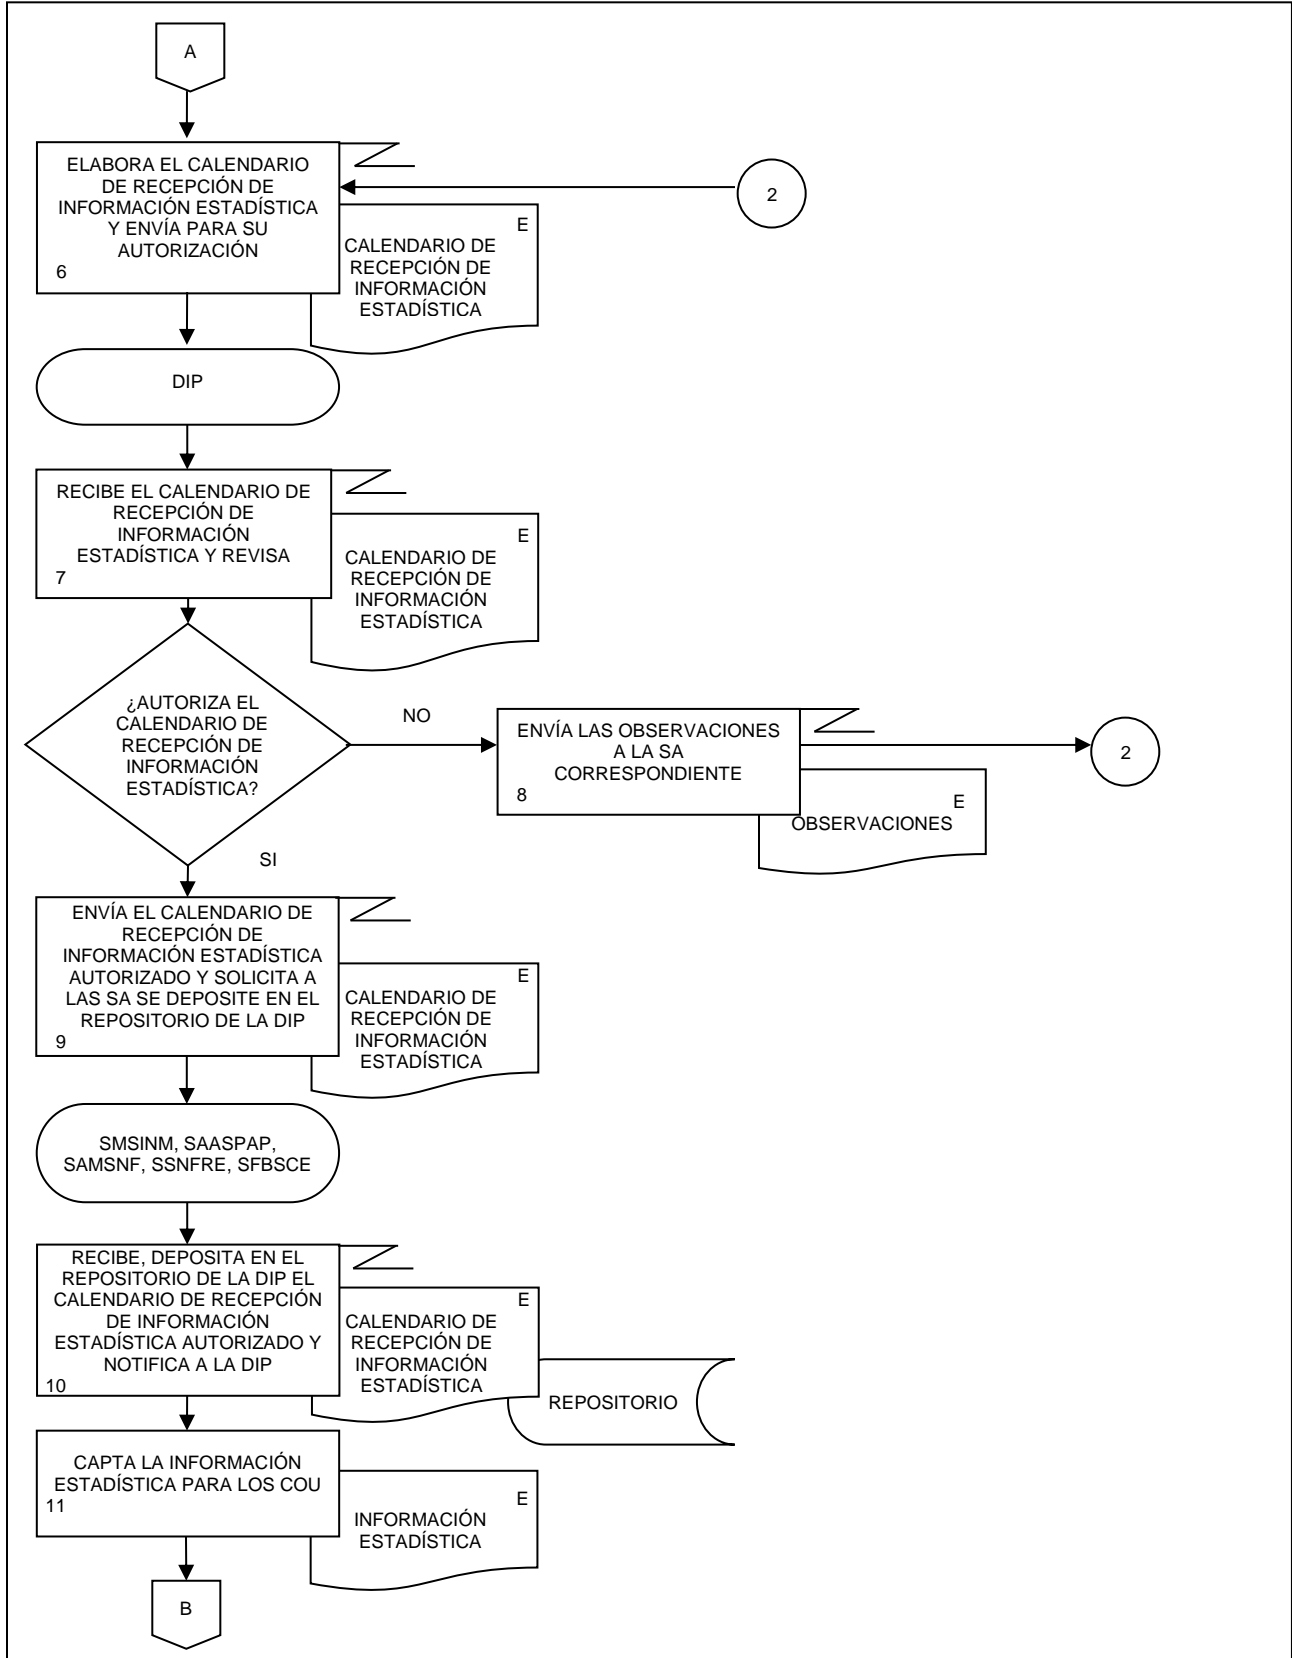 A
ELABORA EL CALENDARIO
DE RECEPCIÓN DE
INFORMACIÓN ESTADÍSTICA
Y ENVÍA PARA SU
AUTORIZACIÓN
6
2
E
CALENDARIO DE
RECEPCIÓN DE
INFORMACIÓN
ESTADÍSTICA
DIP
RECIBE EL CALENDARIO DE
RECEPCIÓN DE
INFORMACIÓN
ESTADÍSTICA Y REVISA
7
E
CALENDARIO DE
RECEPCIÓN DE
INFORMACIÓN
ESTADÍSTICA
¿AUTORIZA EL
CALENDARIO DE
RECEPCIÓN DE
INFORMACIÓN
ESTADÍSTICA?
NO
ENVÍA LAS OBSERVACIONES
A LA SA
CORRESPONDIENTE
8
2
E
OBSERVACIONES
SI
ENVÍA EL CALENDARIO DE
RECEPCIÓN DE
INFORMACIÓN ESTADÍSTICA
AUTORIZADO Y SOLICITA A
LAS SA SE DEPOSITE EN EL
REPOSITORIO DE LA DIP
9
E
CALENDARIO DE
RECEPCIÓN DE
INFORMACIÓN
ESTADÍSTICA
SMSINM, SAASPAP,
SAMSNF, SSNFRE, SFBSCE
RECIBE, DEPOSITA EN EL
REPOSITORIO DE LA DIP EL
CALENDARIO DE RECEPCIÓN
DE INFORMACIÓN
ESTADÍSTICA AUTORIZADO Y
NOTIFICA A LA DIP
10
E
CALENDARIO DE
RECEPCIÓN DE
INFORMACIÓN
ESTADÍSTICA
REPOSITORIO
CAPTA LA INFORMACIÓN
ESTADÍSTICA PARA LOS COU
11
E
INFORMACIÓN
ESTADÍSTICA
B